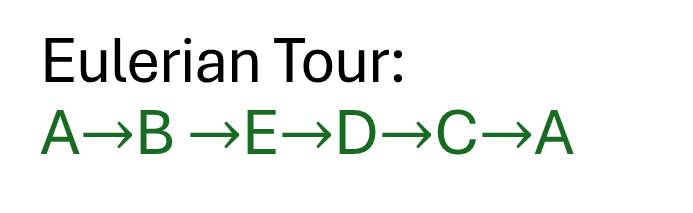 Eulerian Tour:
A→B →E→D→C→A